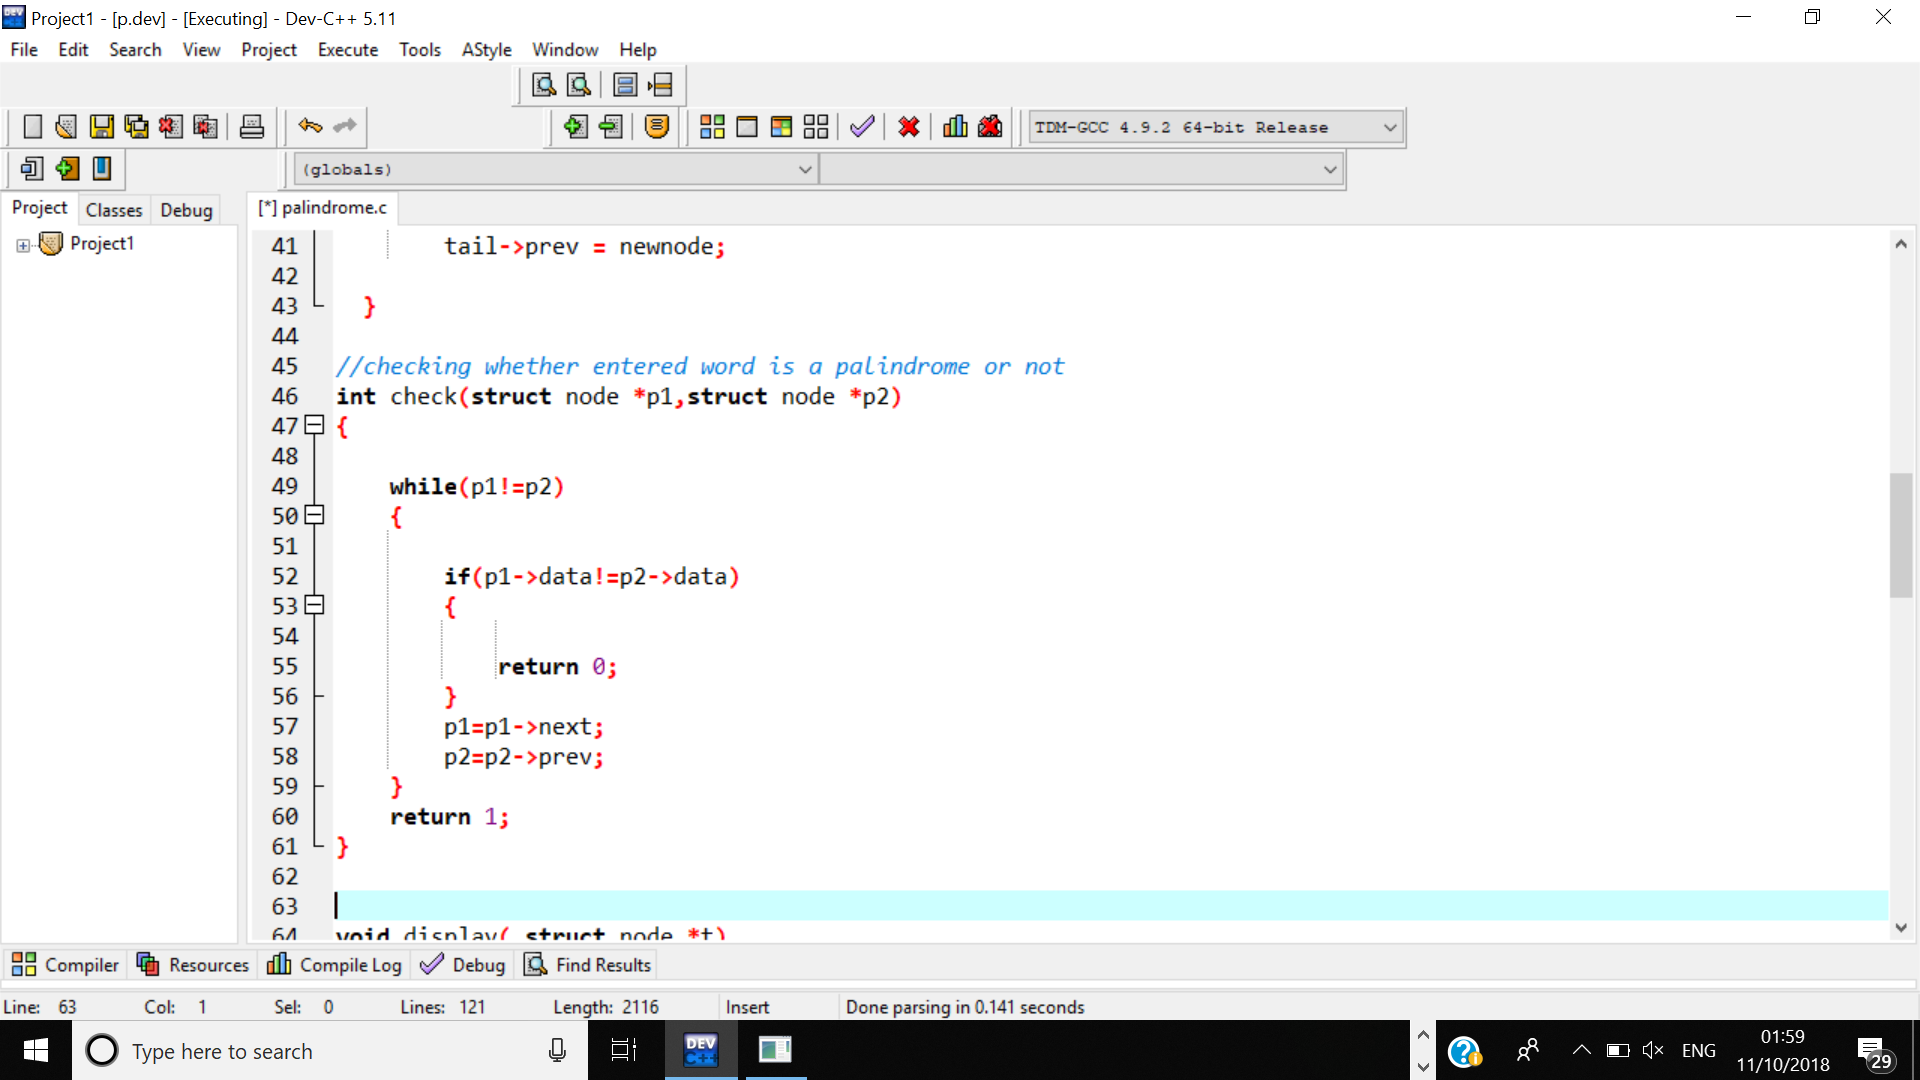 Project1 - [p.dev] - [Executing] - Dev-C++ 5.11
File Edit Search View Project Execute Tools AStyle Window Help
TDM-GCC 4.9.2 64-bit Release
(globals)
Project Classes Debug
[*] palindrome.c
Project1
41 tail->prev = newnode;
42
43 }
44
45 //checking whether entered word is a palindrome or not
46 int check(struct node *p1,struct node *p2)
47 {
48
49 while(p1!=p2)
50 {
51
52 if(p1->data!=p2->data)
53 {
54
55 return 0;
56 }
57 p1=p1->next;
58 p2=p2->prev;
59 }
60 return 1;
61 }
62
63
64 void display( struct node *t)
Compiler Resources Compile Log Debug Find Results
Line: 63 Col: 1 Sel: 0 Lines: 121 Length: 2116 Insert Done parsing in 0.141 seconds
Type here to search
DEV C++
ENG
01:59
11/10/2018
29